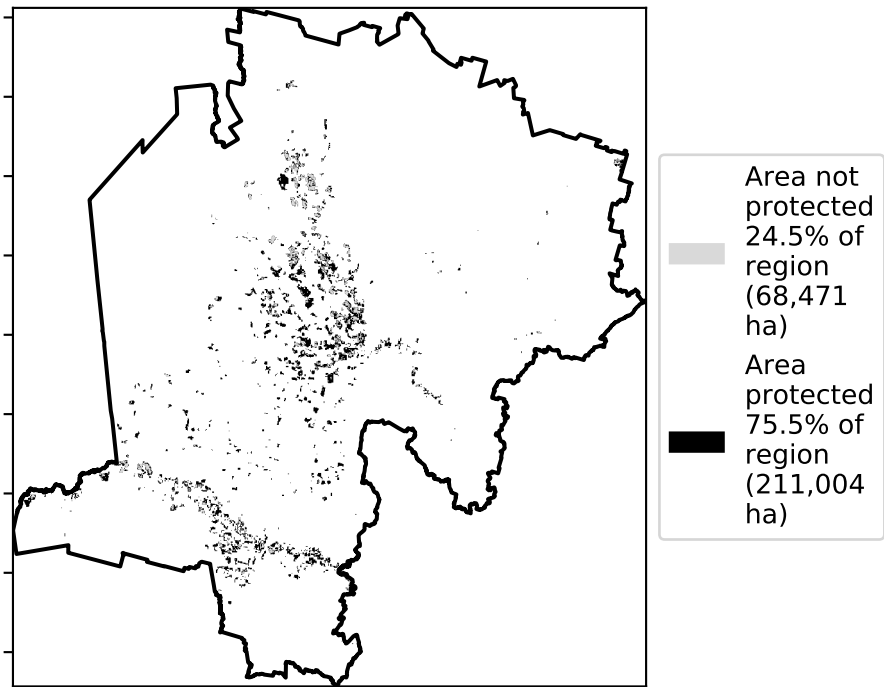 Area not
protected
24.5% of
region
(68,471
ha)
Area
protected
75.5% of
region
(211,004
ha)